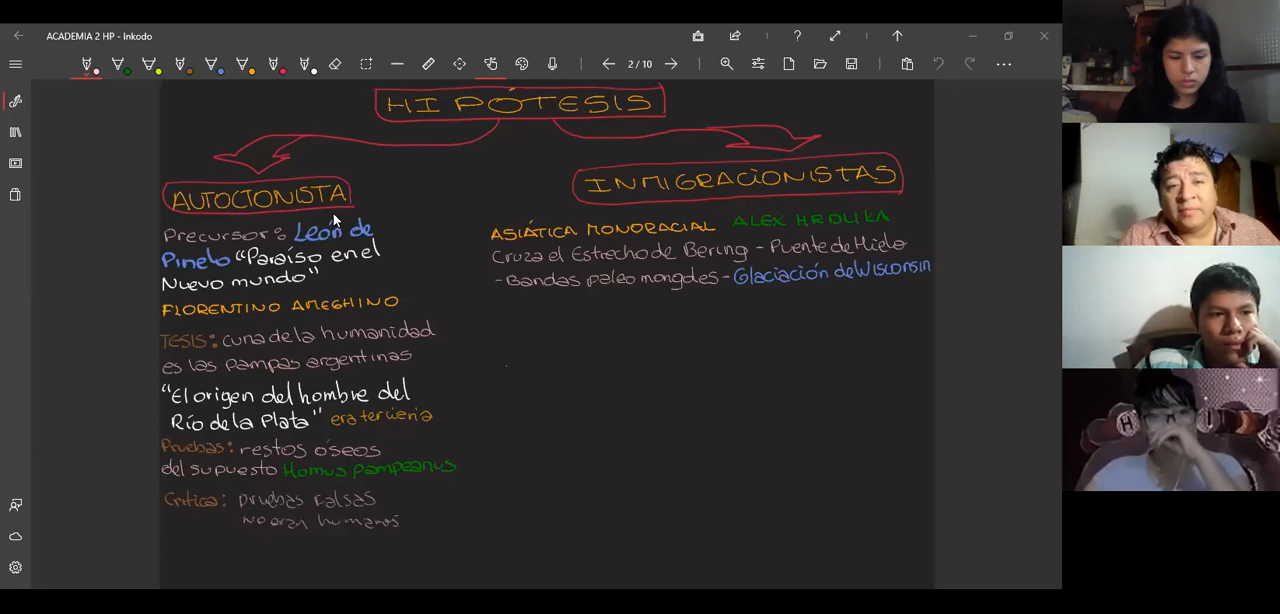 ACADEMIA 2 HP - Inkodo
2 / 10
HIPÓTESIS
AUTOCTONISTA
Precursor: León de
Pinelo "Paraíso en el
Nuevo mundo"
FLORENTINO AMEGHINO
TESIS: cuna de la humanidad
es las pampas argentinas
"El origen del hombre del
Río de la Plata" era terciería
Pruebas: restos óseos
del supuesto Homus pampeanus
Crítica: pruebas falsas
no eran humanos
INMIGRACIONISTAS
ASIÁTICA MONORACIAL ALEX HRDLIKA
Cruza el Estrecho de Bering - Puente de Hielo
- Bandas paleo mongoles - Glaciación de Wisconsin